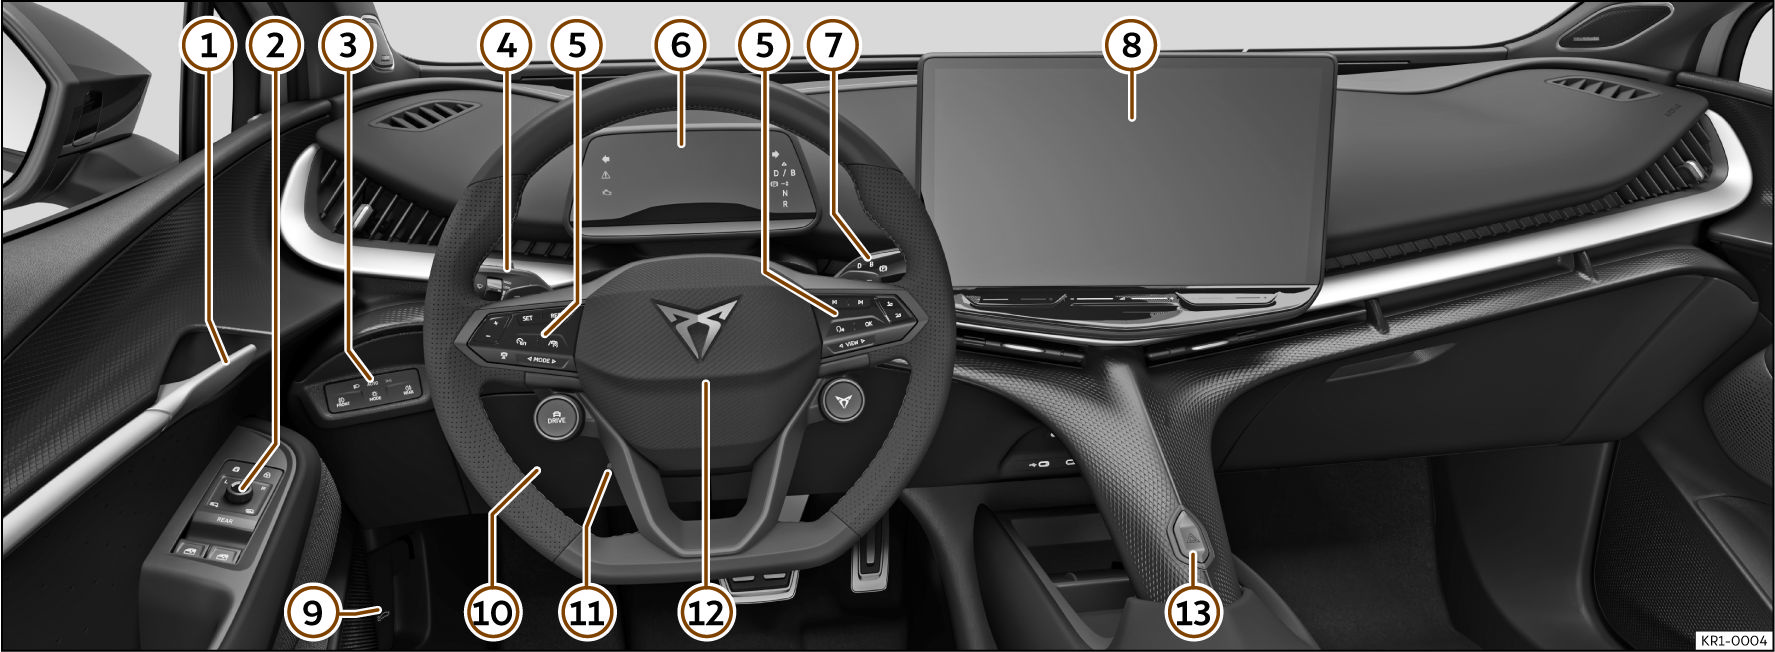 1 2 3 4 5 6 5 7 8
D / B
N
R
D B
+ SET
- 
OK
◁ MODE ▷
◁ VIEW ▷
AUTO
FRONT MODE REAR
DRIVE
L R
REAR
9 10 11 12 13
KR1-0004